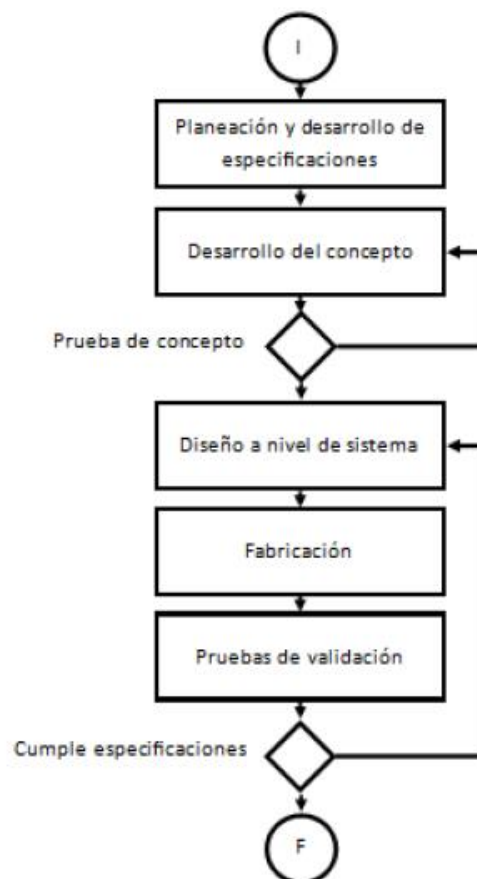 I
Planeación y desarrollo de
especificaciones
Desarrollo del concepto
Prueba de concepto
Diseño a nivel de sistema
Fabricación
Pruebas de validación
Cumple especificaciones
F